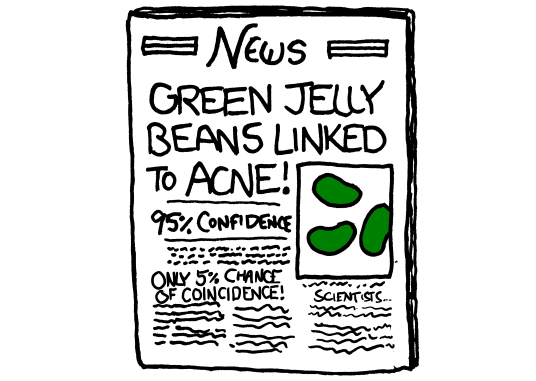 NEWS
GREEN JELLY
BEANS LINKED
TO ACNE!
95% CONFIDENCE
ONLY 5% CHANCE
OF COINCIDENCE!
SCIENTISTS...